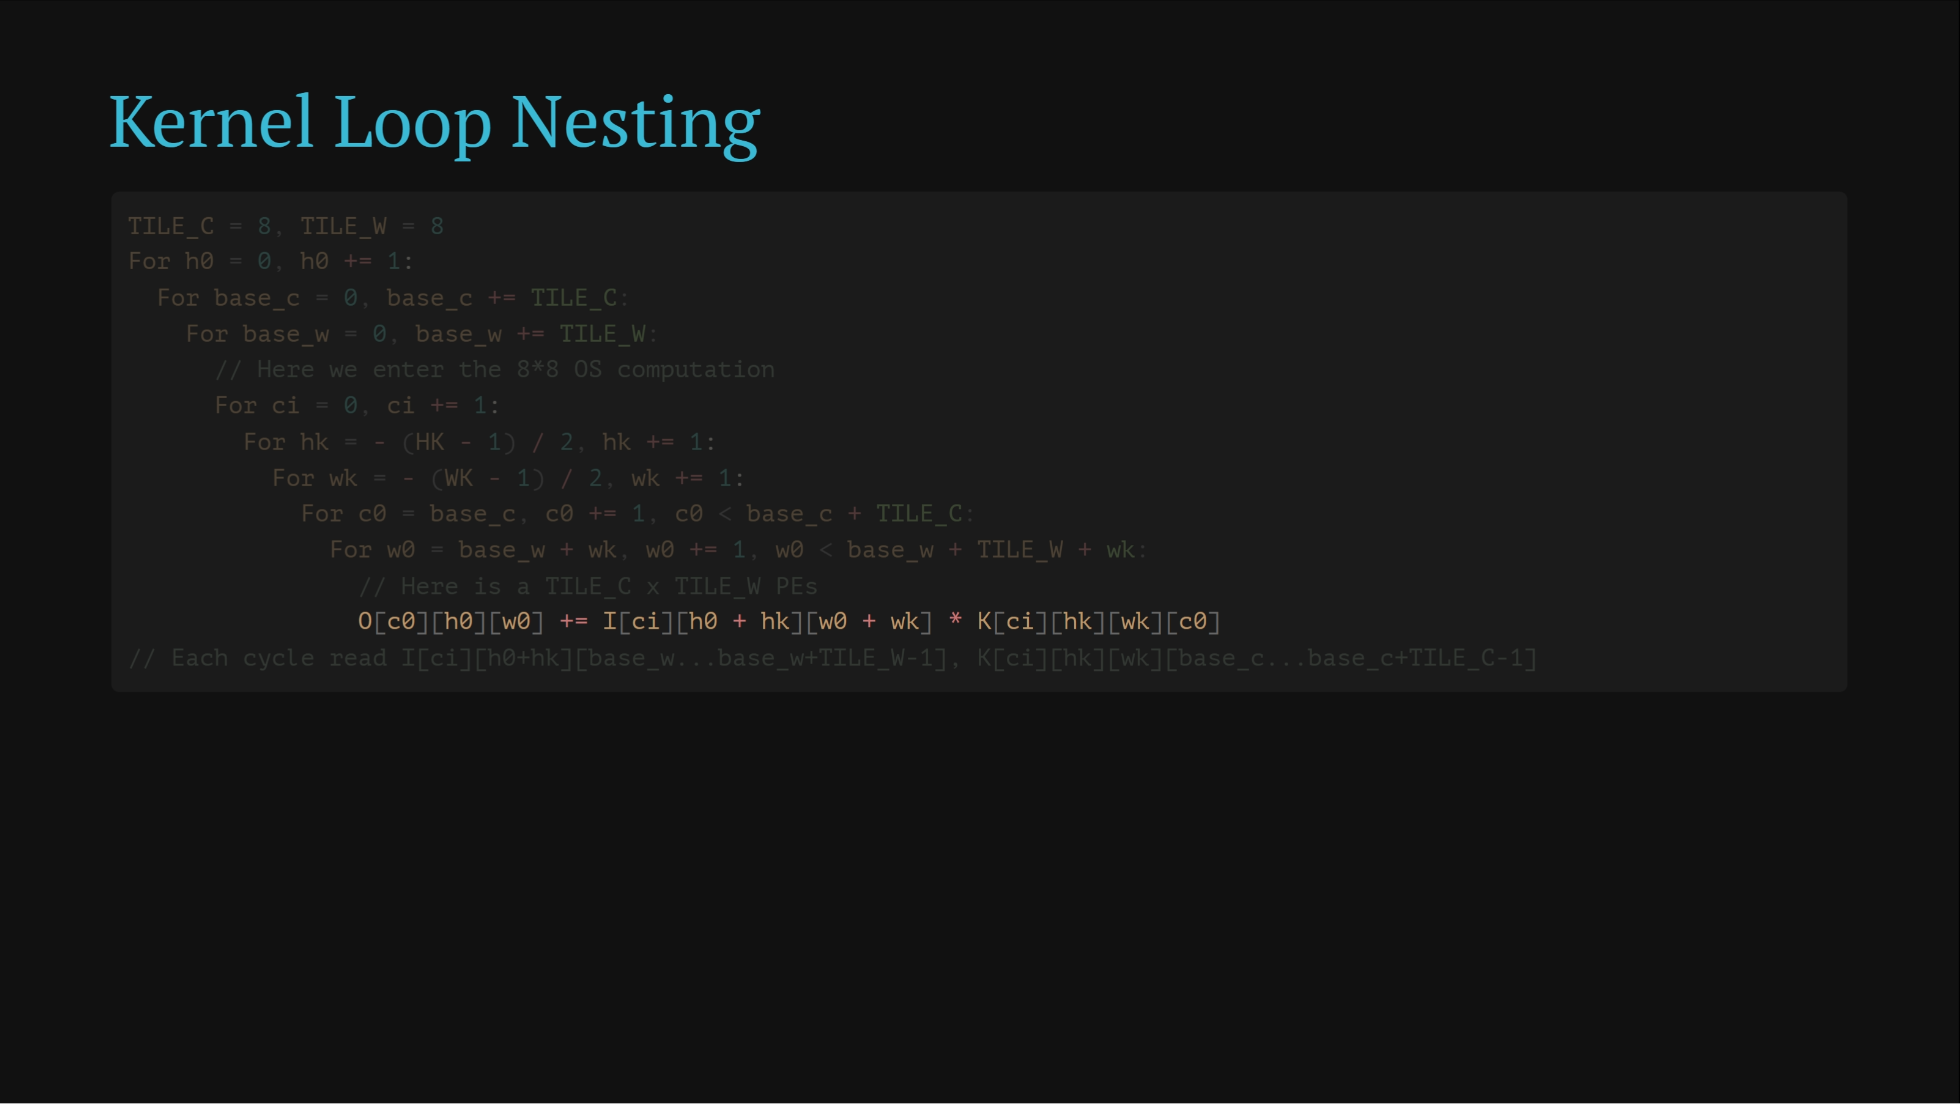 Kernel Loop Nesting
TILE_C = 8, TILE_W = 8
For h0 = 0, h0 += 1:
For base_c = 0, base_c += TILE_C:
For base_w = 0, base_w += TILE_W:
// Here we enter the 8*8 OS computation
For ci = 0, ci += 1:
For hk = - (HK - 1) / 2, hk += 1:
For wk = - (WK - 1) / 2, wk += 1:
For c0 = base_c, c0 += 1, c0 < base_c + TILE_C:
For w0 = base_w + wk, w0 += 1, w0 < base_w + TILE_W + wk:
// Here is a TILE_C x TILE_W PEs
O[c0][h0][w0] += I[ci][h0 + hk][w0 + wk] * K[ci][hk][wk][c0]
// Each cycle read I[ci][h0+hk][base_w...base_w+TILE_W-1], K[ci][hk][wk][base_c...base_c+TILE_C-1]